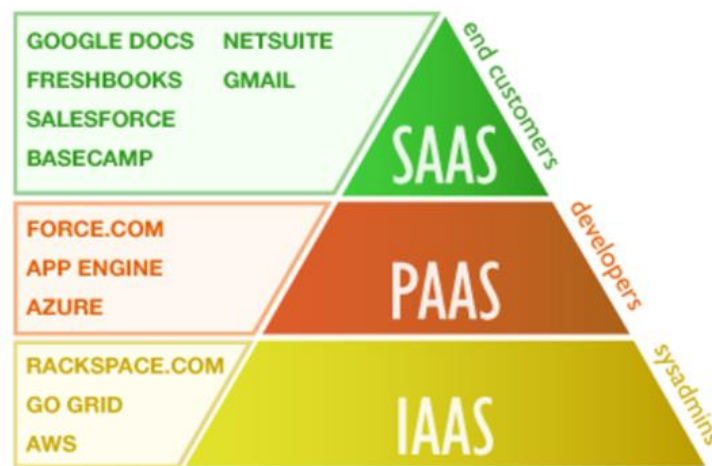 GOOGLE DOCS NETSUITE
FRESHBOOKS GMAIL
SALESFORCE
BASECAMP
SAAS
end customers
FORCE.COM
APP ENGINE
AZURE
PAAS
developers
RACKSPACE.COM
GO GRID
AWS
IAAS
sysadmins